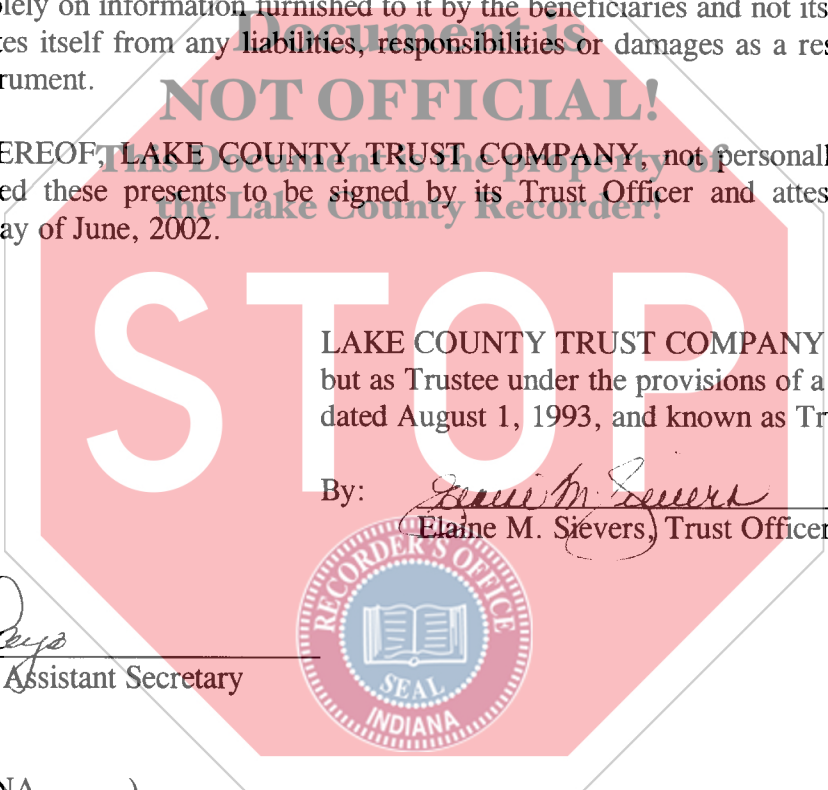 olely on information furnished to it by the beneficiaries and not its
tes itself from any liabilities, responsibilities or damages as a res
rument.
Document is
NOT OFFICIAL!
This Document is the property of
the Lake County Recorder!
EREOF, LAKE COUNTY TRUST COMPANY, not personall
ed these presents to be signed by its Trust Officer and attes
ay of June, 2002.
STOP
LAKE COUNTY TRUST COMPANY
but as Trustee under the provisions of a
dated August 1, 1993, and known as Tr
By: Elaine M. Sievers
Elaine M. Sievers, Trust Officer
RECORDER'S OFFICE
SEAL
INDIANA
Assistant Secretary
NA )